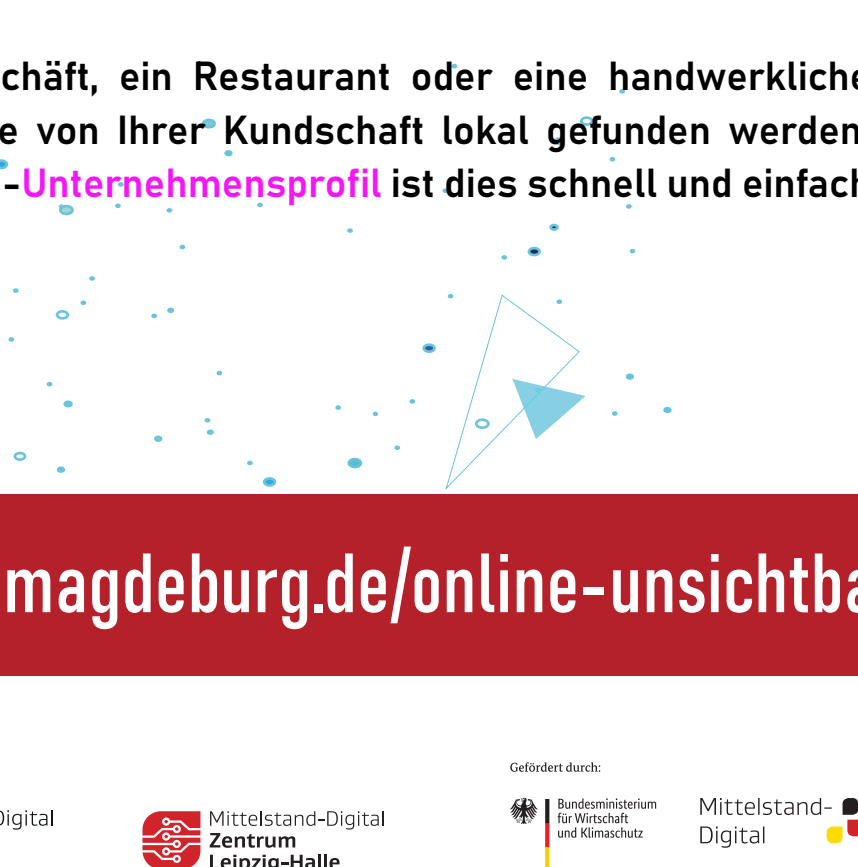 chäft, ein Restaurant oder eine handwerkliche
e von Ihrer Kundschaft lokal gefunden werden
-Unternehmensprofil ist dies schnell und einfach
magdeburg.de/online-unsichtba
Gefördert durch:
Digital
Mittelstand-Digital
Zentrum
Leipzig-Halle
Bundesministerium
für Wirtschaft
und Klimaschutz
Mittelstand-
Digital